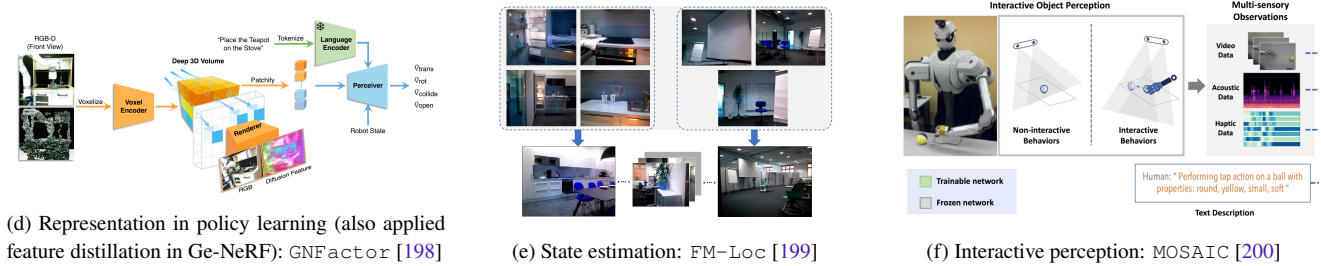 RGB-D
(Front View)
"Place the Teapot
on the Stove"
Tokenize
Language
Encoder
Deep 3D Volume
Patchify
Voxelize
Voxel
Encoder
Perceiver
Q_trans
Q_rot
Q_collide
Q_open
Robot State
Renderer
RGB
Diffusion Feature
(d) Representation in policy learning (also applied
feature distillation in Ge-NeRF): GNFactor [198]
...
...
(e) State estimation: FM-Loc [199]
Interactive Object Perception
Non-interactive
Behaviors
Interactive
Behaviors
Trainable network
Frozen network
Multi-sensory
Observations
Video
Data
Acoustic
Data
Haptic
Data
Human: " Performing tap action on a ball with
properties: round, yellow, small, soft "
Text Description
(f) Interactive perception: MOSAIC [200]